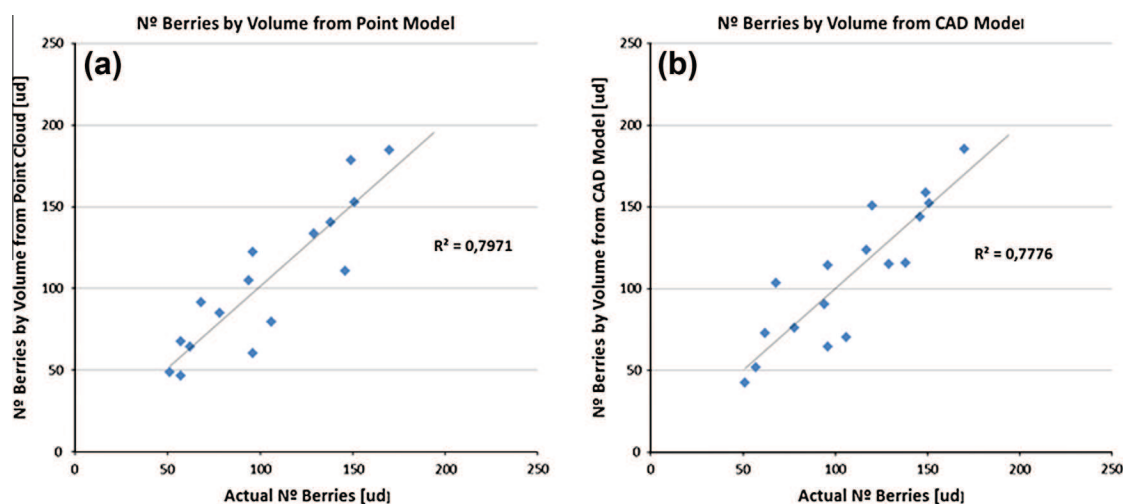 Nº Berries by Volume from Point Model
(a)
Nº Berries by Volume from Point Cloud [ud]
250
200
150
100
50
0
R² = 0,7971
0 50 100 150 200 250
Actual Nº Berries [ud]
Nº Berries by Volume from CAD Model
(b)
Nº Berries by Volume from CAD Model [ud]
250
200
150
100
50
0
R² = 0,7776
0 50 100 150 200 250
Actual Nº Berries [ud]